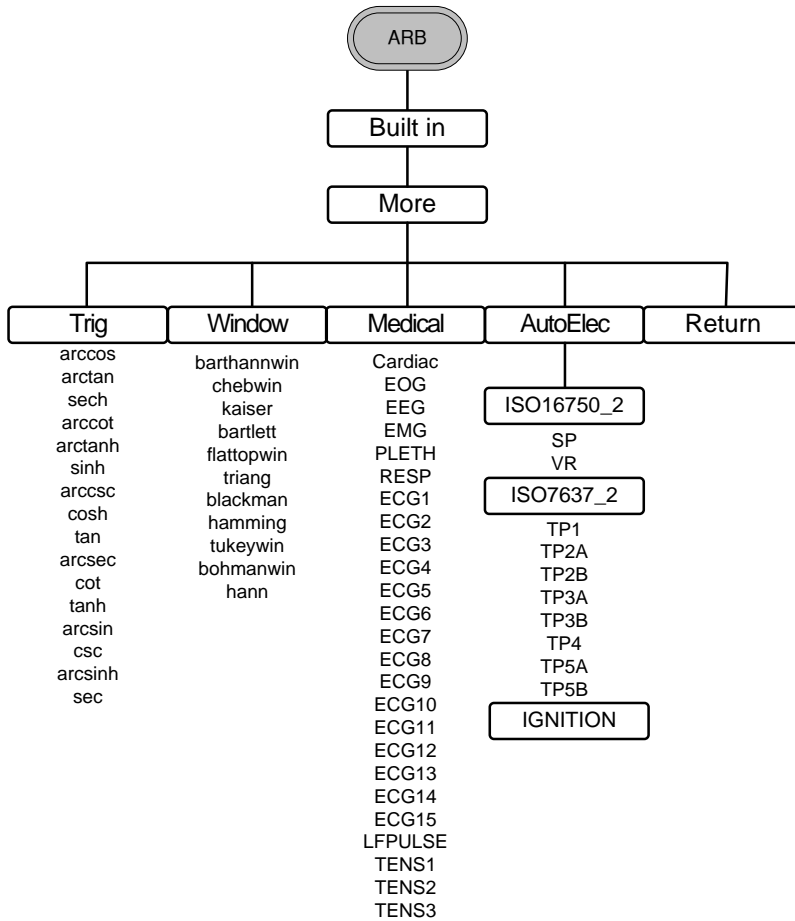 ARB
Built in
More
Trig
arccos
arctan
sech
arccot
arctanh
sinh
arccsc
cosh
tan
arcsec
cot
tanh
arcsin
csc
arcsinh
sec
Window
barthannwin
chebwin
kaiser
bartlett
flattopwin
triang
blackman
hamming
tukeywin
bohmanwin
hann
Medical
Cardiac
EOG
EEG
EMG
PLETH
RESP
ECG1
ECG2
ECG3
ECG4
ECG5
ECG6
ECG7
ECG8
ECG9
ECG10
ECG11
ECG12
ECG13
ECG14
ECG15
LFPULSE
TENS1
TENS2
TENS3
AutoElec
ISO16750_2
SP
VR
ISO7637_2
TP1
TP2A
TP2B
TP3A
TP3B
TP4
TP5A
TP5B
IGNITION
Return